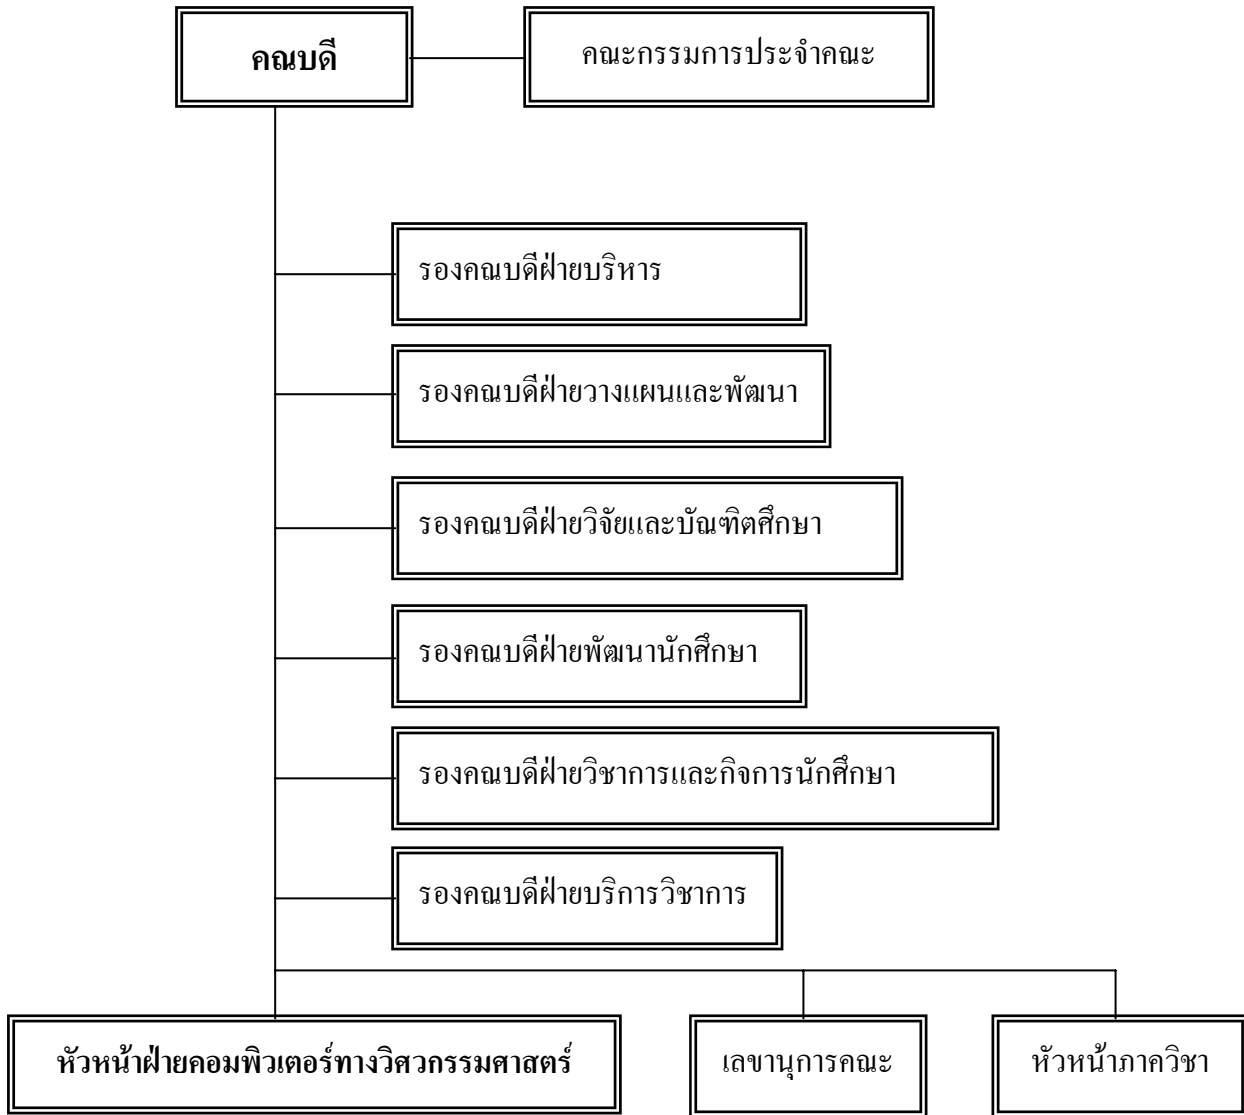 คณบดี
คณะกรรมการประจำคณะ
รองคณบดีฝ่ายบริหาร
รองคณบดีฝ่ายวางแผนและพัฒนา
รองคณบดีฝ่ายวิจัยและบัณฑิตศึกษา
รองคณบดีฝ่ายพัฒนานักศึกษา
รองคณบดีฝ่ายวิชาการและกิจการนักศึกษา
รองคณบดีฝ่ายบริการวิชาการ
หัวหน้าฝ่ายคอมพิวเตอร์ทางวิศวกรรมศาสตร์
เลขานุการคณะ
หัวหน้าภาควิชา